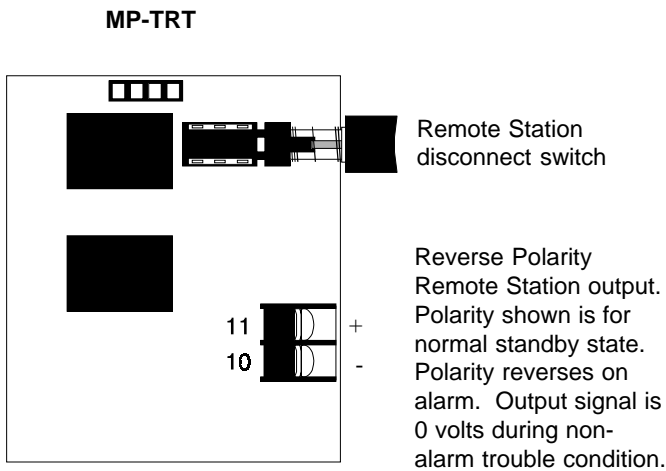 MP-TRT
Remote Station
disconnect switch
Reverse Polarity
Remote Station output.
Polarity shown is for
normal standby state.
Polarity reverses on
alarm. Output signal is
0 volts during non-
alarm trouble condition.
11 +
10 -